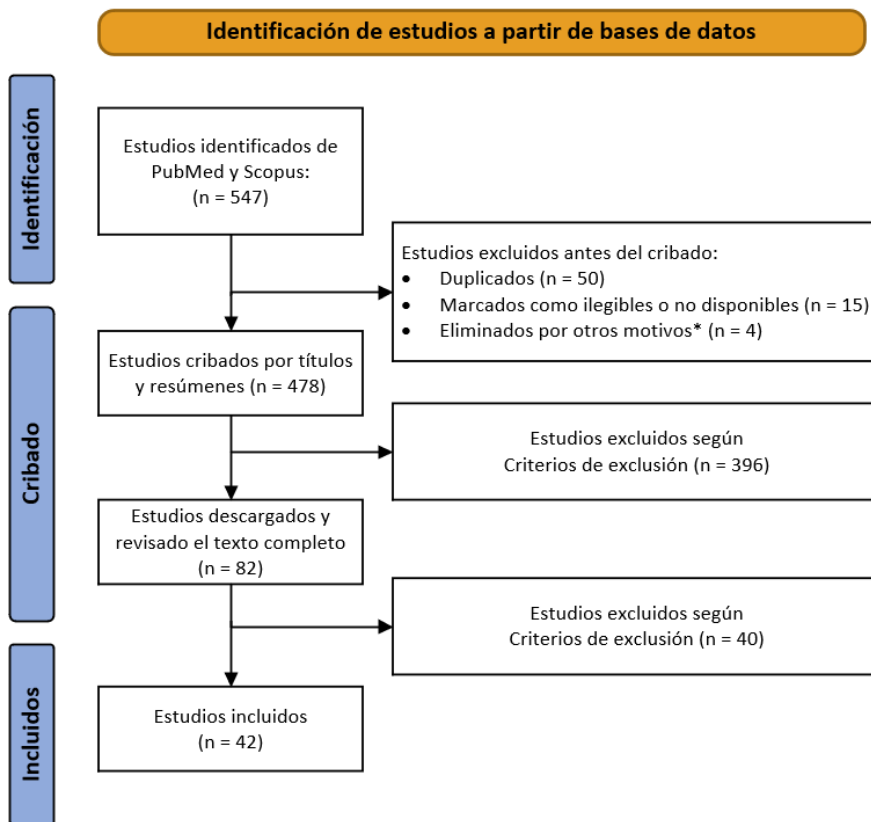 Identificación de estudios a partir de bases de datos
Identificación
Estudios identificados de
PubMed y Scopus:
(n = 547)
Estudios excluidos antes del cribado:
• Duplicados (n = 50)
• Marcados como ilegibles o no disponibles (n = 15)
• Eliminados por otros motivos* (n = 4)
Cribado
Estudios cribados por títulos
y resúmenes (n = 478)
Estudios excluidos según
Criterios de exclusión (n = 396)
Estudios descargados y
revisado el texto completo
(n = 82)
Estudios excluidos según
Criterios de exclusión (n = 40)
Incluidos
Estudios incluidos
(n = 42)